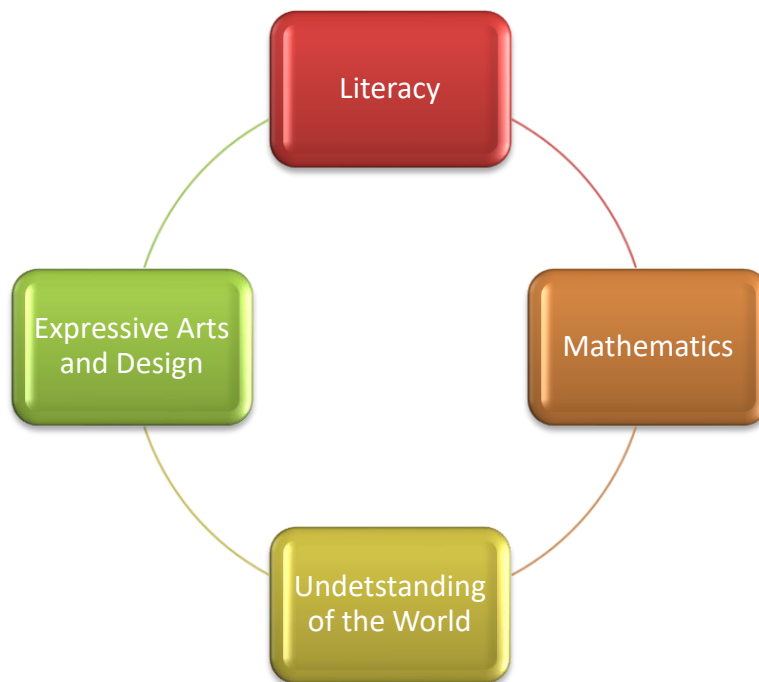 Literacy
Mathematics
Undetstanding
of the World
Expressive Arts
and Design